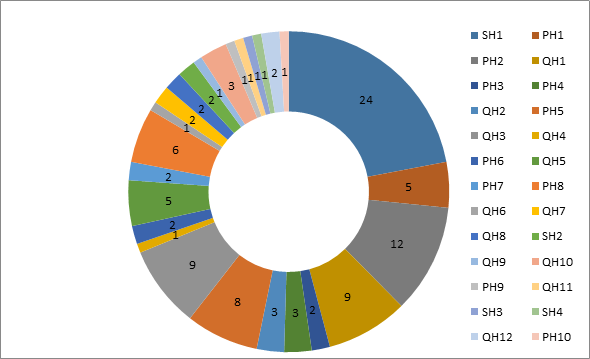 SH1 PH1
PH2 QH1
PH3 PH4
QH2 PH5
QH3 QH4
PH6 QH5
PH7 PH8
QH6 QH7
QH8 SH2
QH9 QH10
PH9 QH11
SH3 SH4
QH12 PH10
24
5
12
9
2
3
3
8
9
1
2
5
2
6
1
2
2
2
1
3
1
1
1
1
2
1